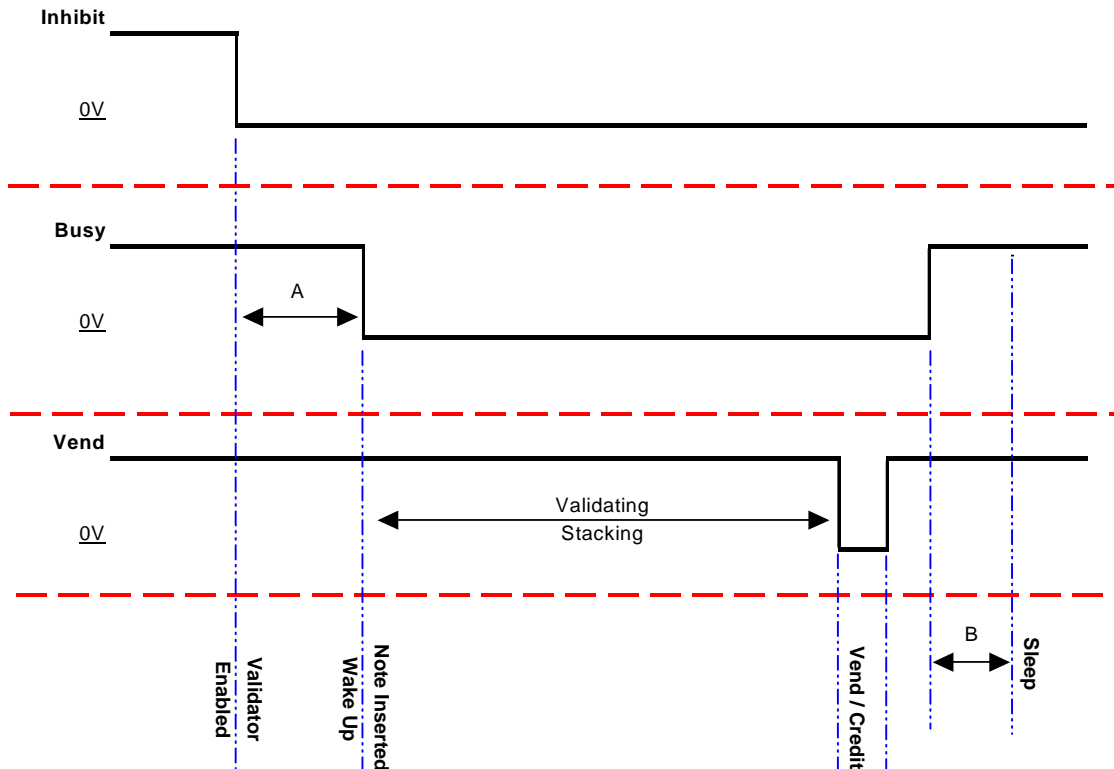 Inhibit
0V
Busy
A
0V
Vend
Validating
Stacking
0V
B
Validator
Enabled
Note Inserted
Wake Up
Vend / Credit
Sleep